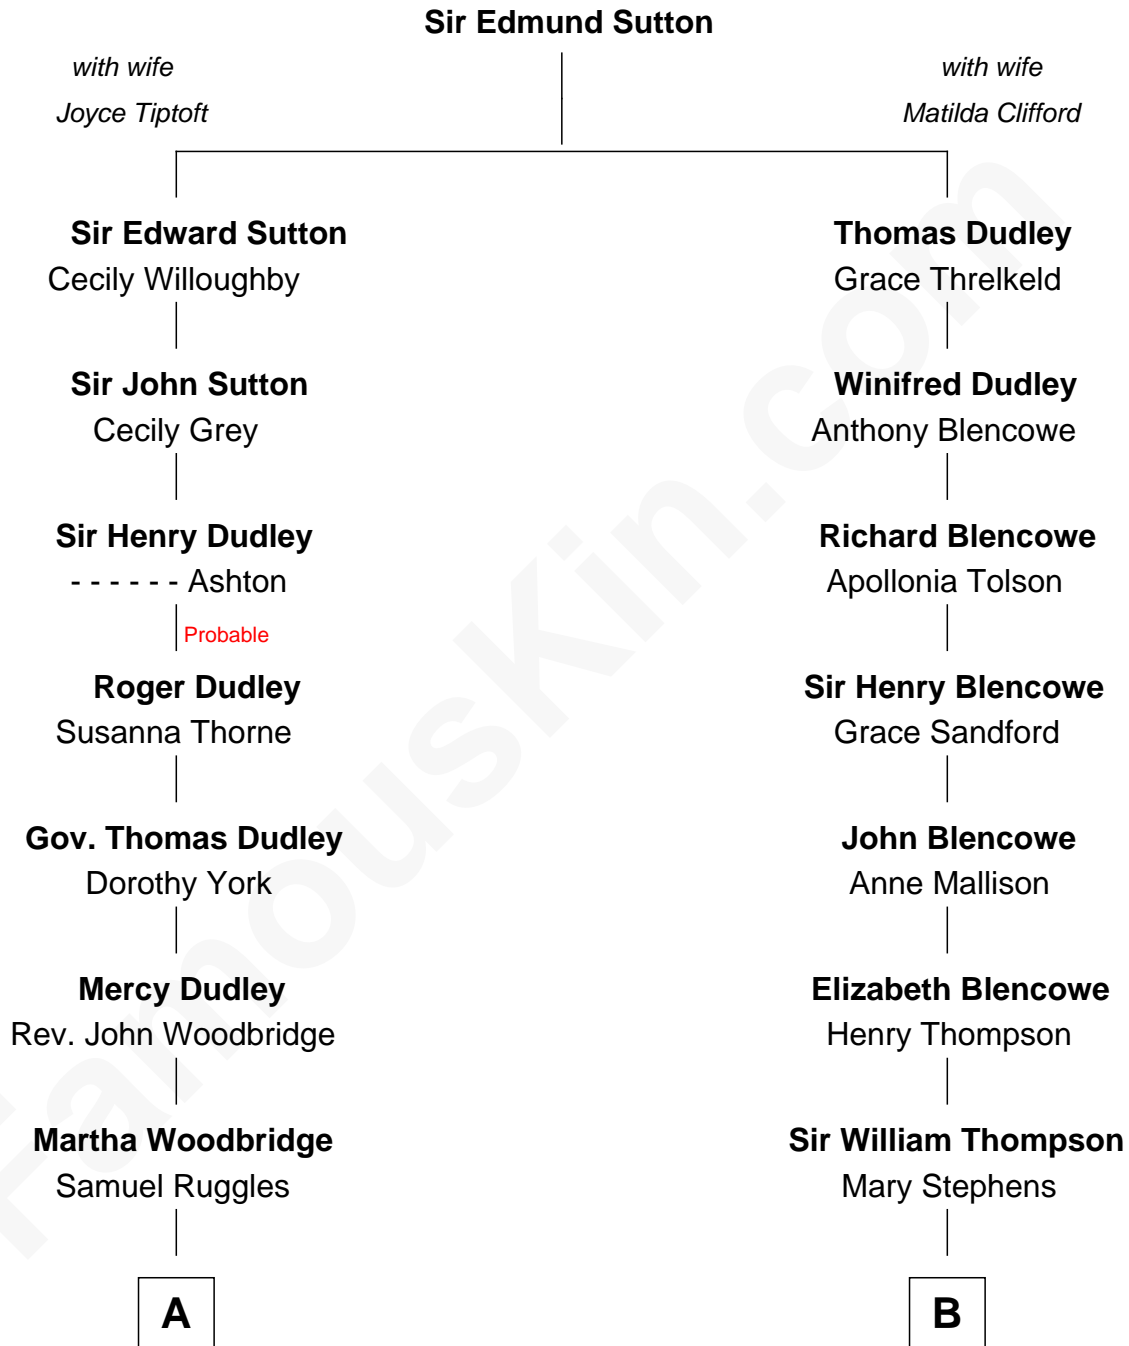 Sir Edmund Sutton
with wife
Joyce Tiptoft
with wife
Matilda Clifford
Sir Edward Sutton
Cecily Willoughby
Sir John Sutton
Cecily Grey
Sir Henry Dudley
- - - - - - Ashton
Probable
Roger Dudley
Susanna Thorne
Gov. Thomas Dudley
Dorothy York
Mercy Dudley
Rev. John Woodbridge
Martha Woodbridge
Samuel Ruggles
A
Thomas Dudley
Grace Threlkeld
Winifred Dudley
Anthony Blencowe
Richard Blencowe
Apollonia Tolson
Sir Henry Blencowe
Grace Sandford
John Blencowe
Anne Mallison
Elizabeth Blencowe
Henry Thompson
Sir William Thompson
Mary Stephens
B
FamousKin.com